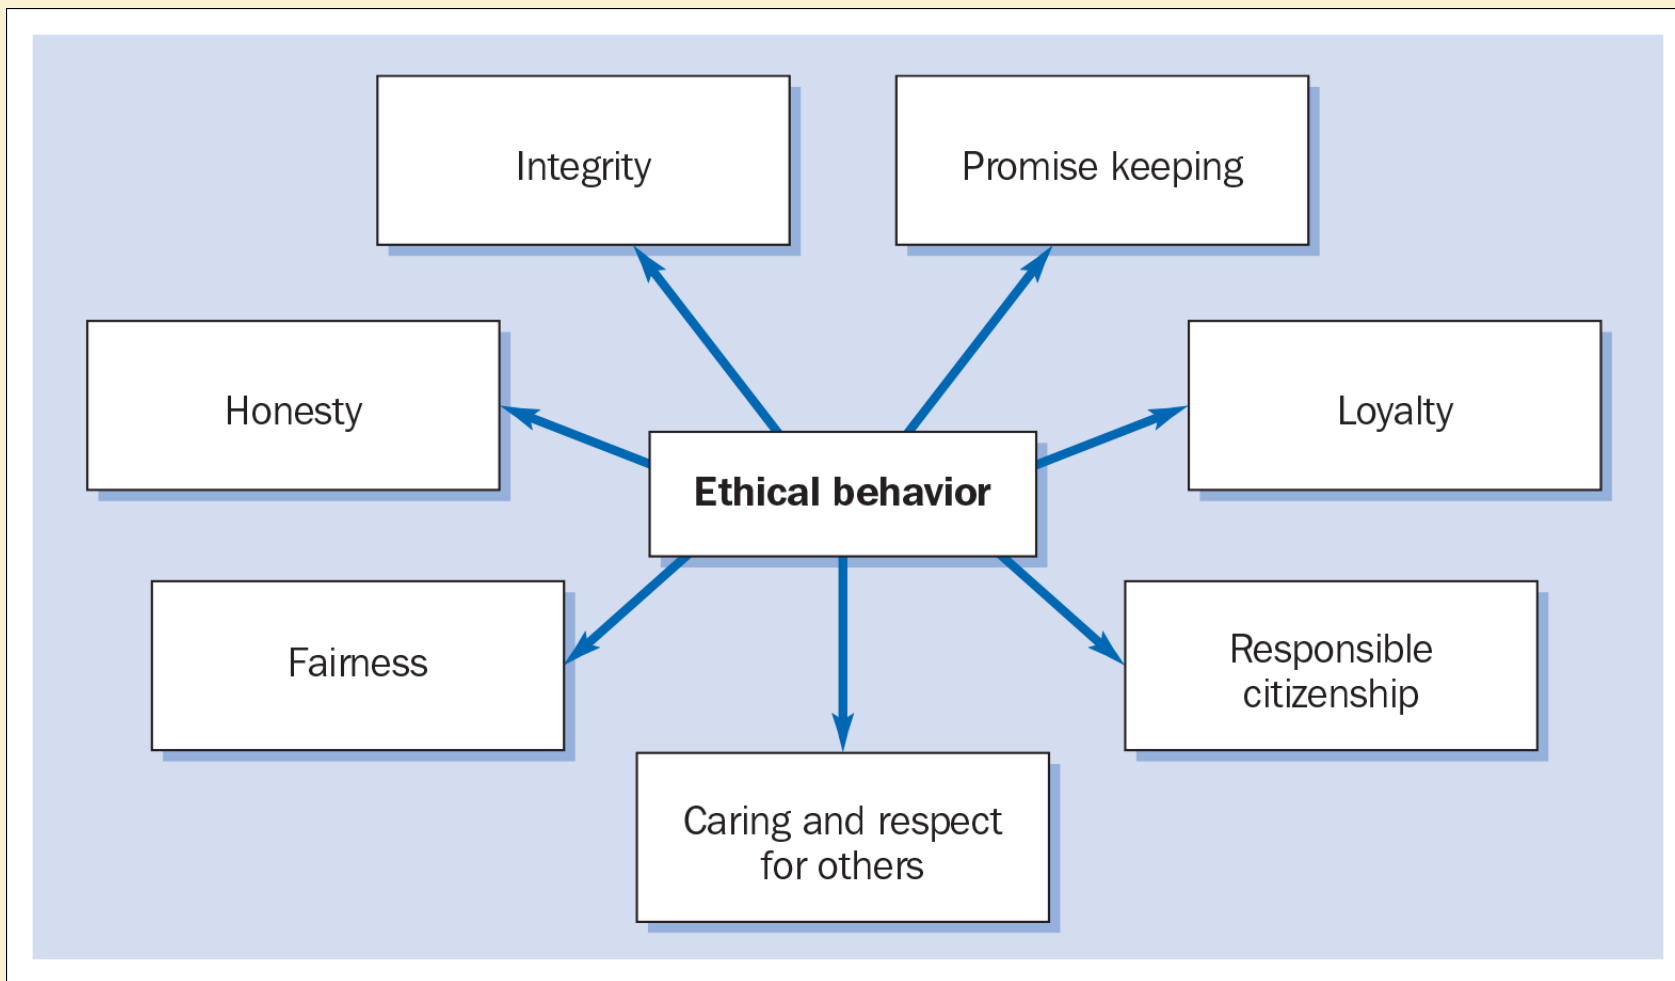 Integrity
Promise keeping
Honesty
Loyalty
Ethical behavior
Fairness
Responsible
citizenship
Caring and respect
for others